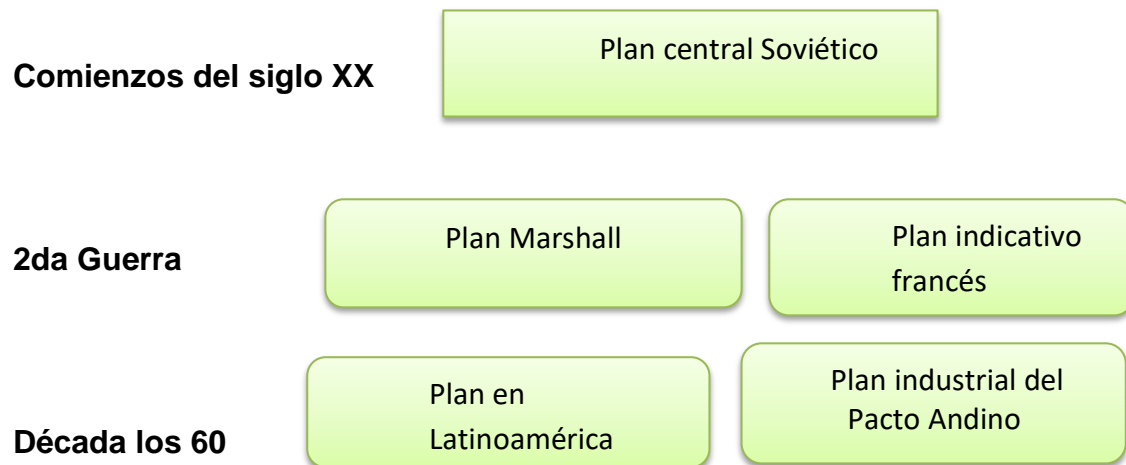 Plan central Soviético
Comienzos del siglo XX
Plan Marshall
Plan indicativo
francés
2da Guerra
Plan en
Latinoamérica
Plan industrial del
Pacto Andino
Década los 60